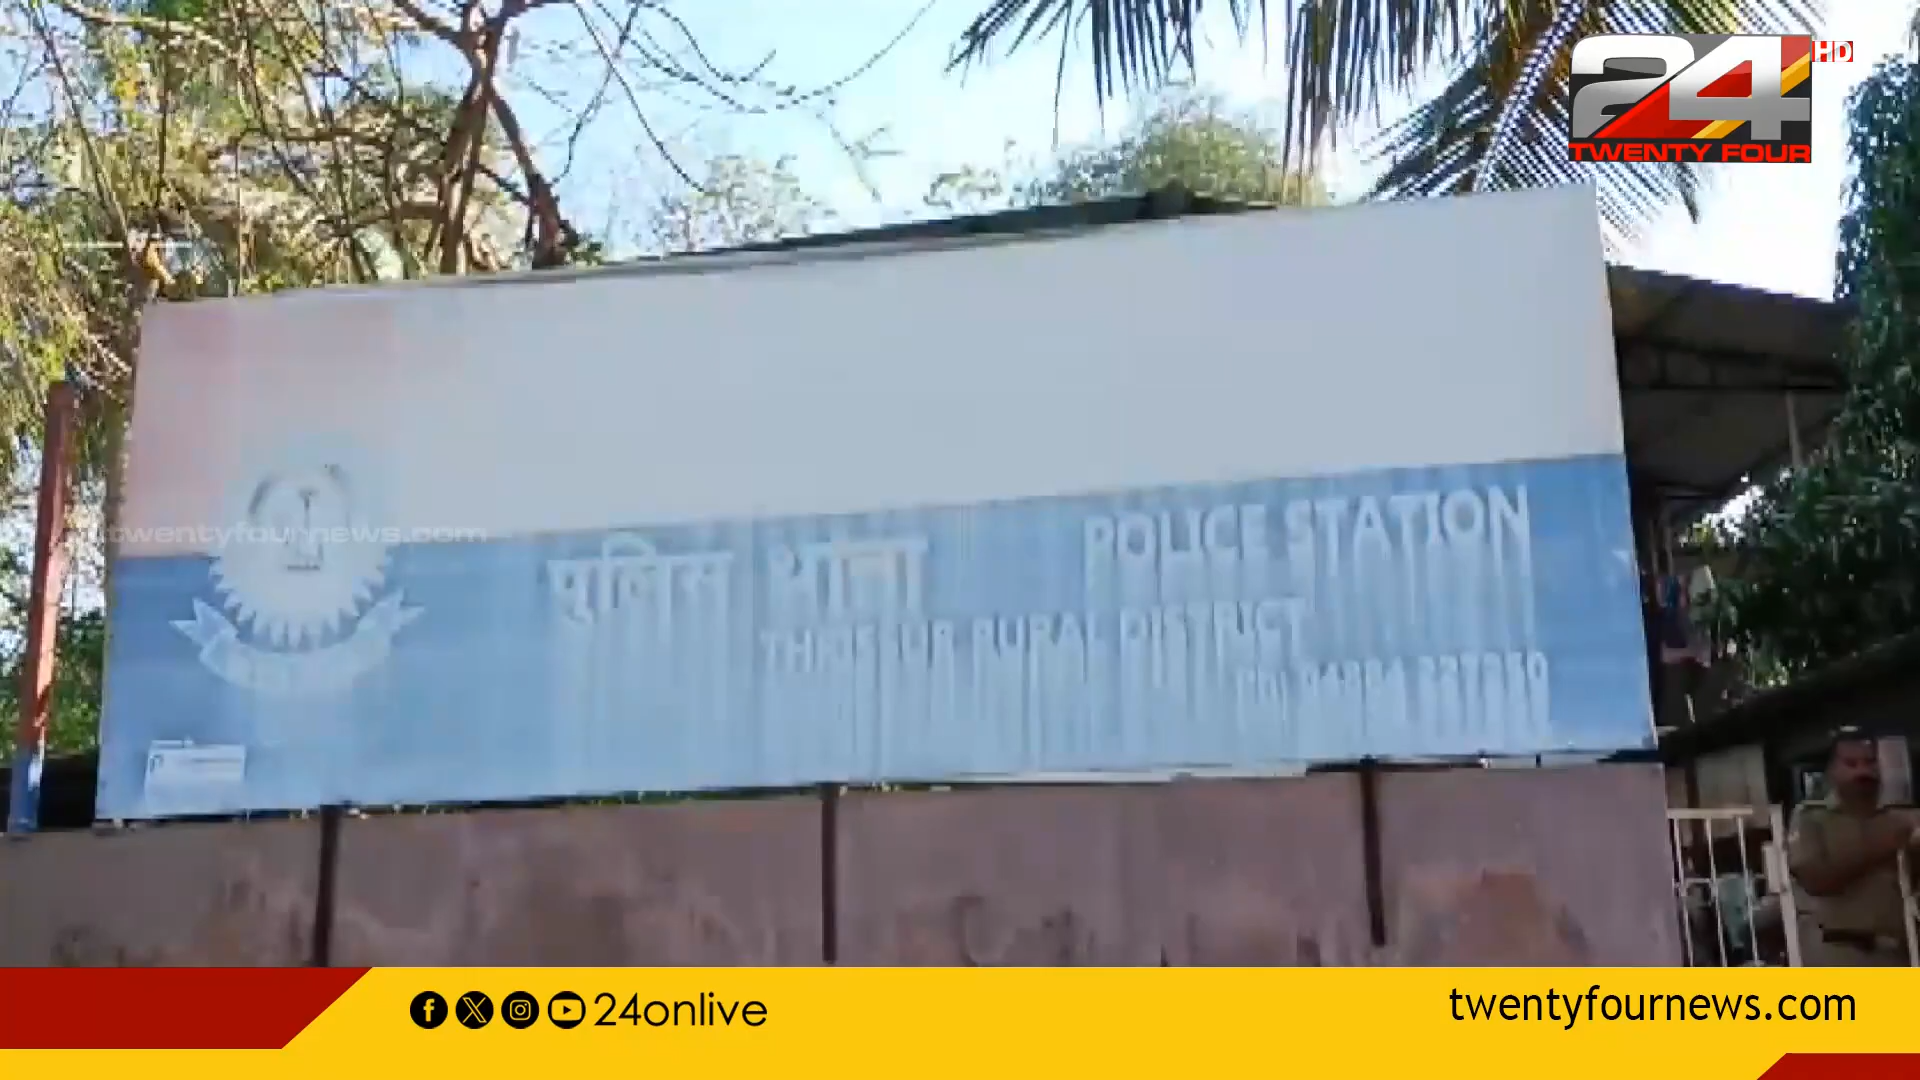 24 HD
TWENTY FOUR
twentyfournews.com
पुलिस थाना
POLICE STATION
THRISSUR RURAL DISTRICT
24onlive
twentyfournews.com